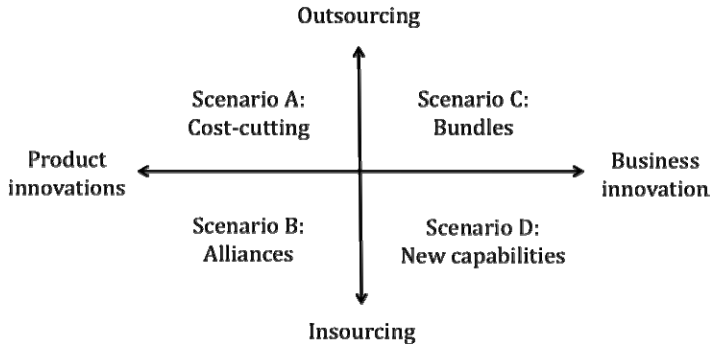 Outsourcing
Scenario A:
Cost-cutting
Scenario C:
Bundles
Product
innovations
Business
innovation
Scenario B:
Alliances
Scenario D:
New capabilities
Insourcing